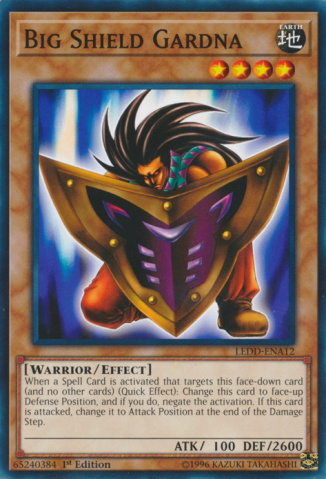 BIG SHIELD GARDNA
EARTH
地
LEDD-ENA12
[WARRIOR/EFFECT]
When a Spell Card is activated that targets this face-down card
(and no other cards) (Quick Effect): Change this card to face-up
Defense Position, and if you do, negate the activation. If this card
is attacked, change it to Attack Position at the end of the Damage
Step.
ATK/ 100 DEF/2600
65240384 1st Edition ©1996 KAZUKI TAKAHASHI